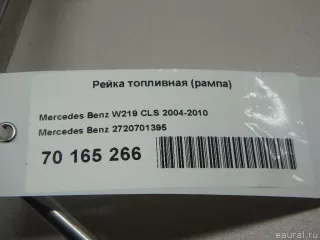 Рейка топливная (рампа)
Mercedes Benz W219 CLS 2004-2010
Mercedes Benz 2720701395
70 165 266
eaural.ru